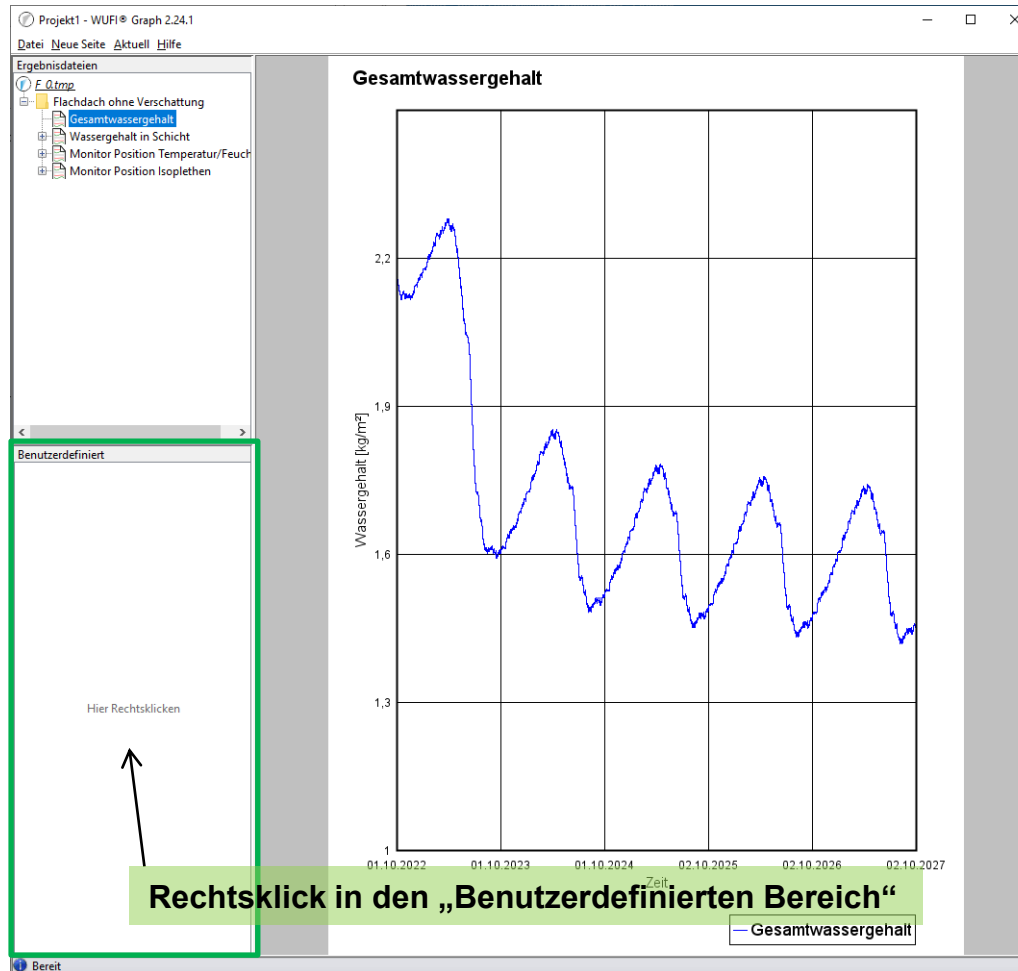 Projekt1 - WUFI® Graph 2.24.1
Datei Neue Seite Aktuell Hilfe
Ergebnisdateien
F_0.tmp
Flachdach ohne Verschattung
Gesamtwassergehalt
Wassergehalt in Schicht
Monitor Position Temperatur/Feuch
Monitor Position Isoplethen
Benutzerdefiniert
Hier Rechtsklicken
Gesamtwassergehalt
Wassergehalt [kg/m²]
2,2
1,9
1,6
1,3
1
01.10.2022 01.10.2023 01.10.2024 02.10.2025 02.10.2026 02.10.2027
Zeit
Rechtsklick in den „Benutzerdefinierten Bereich“
Gesamtwassergehalt
Bereit